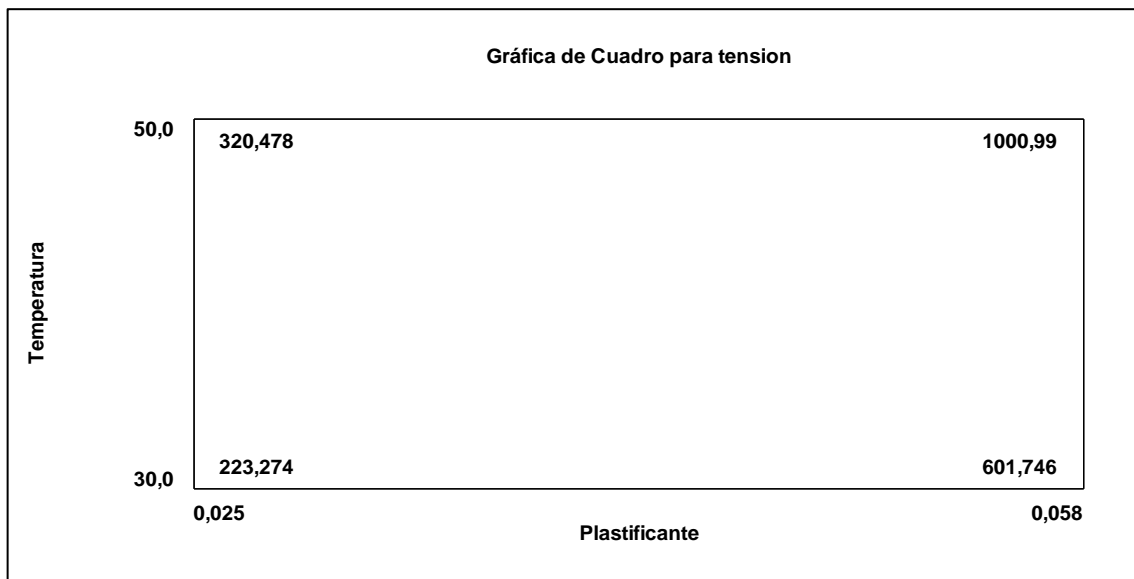 Gráfica de Cuadro para tension
50,0
320,478
1000,99
Temperatura
30,0
223,274
601,746
0,025
0,058
Plastificante